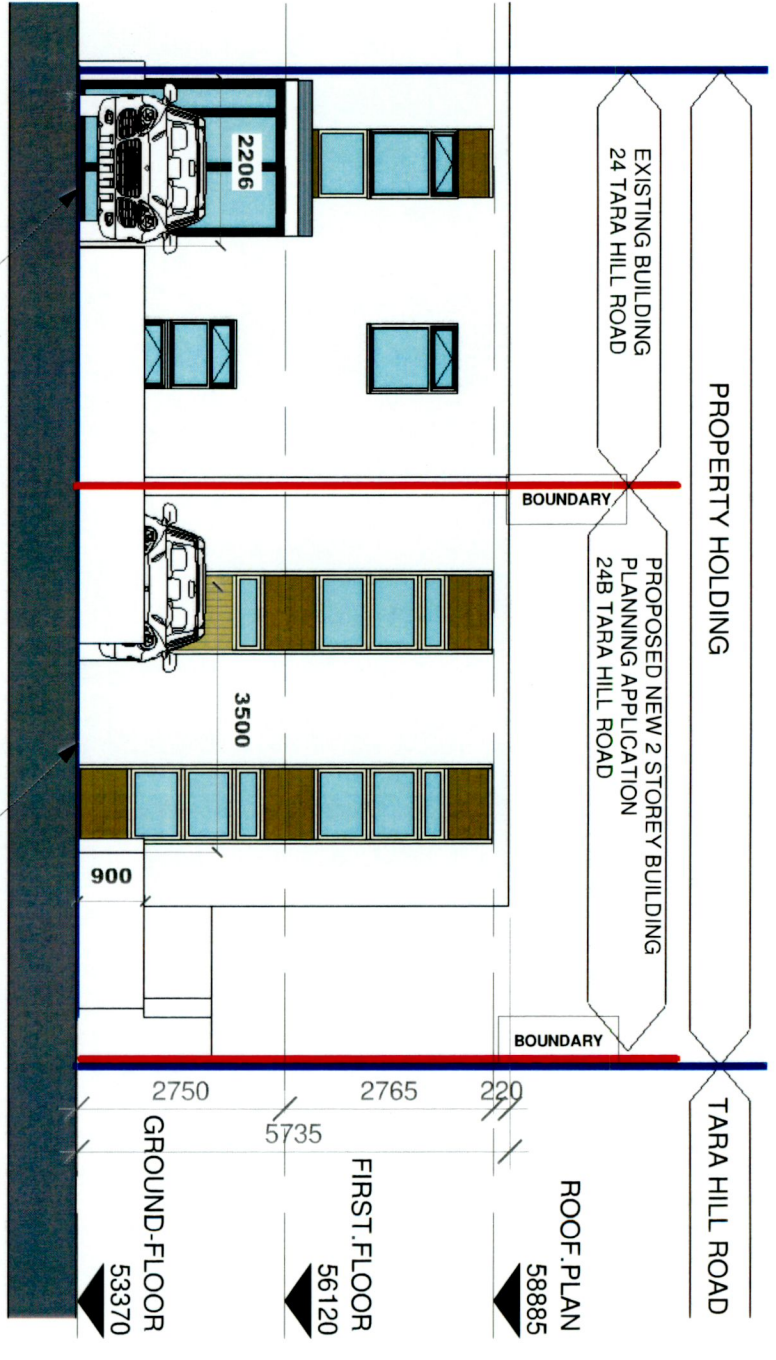 PROPERTY HOLDING
TARA HILL ROAD
EXISTING BUILDING
24 TARA HILL ROAD
PROPOSED NEW 2 STOREY BUILDING
PLANNING APPLICATION
24B TARA HILL ROAD
BOUNDARY
BOUNDARY
ROOF.PLAN
58885
FIRST.FLOOR
56120
GROUND-FLOOR
53370
220
2765
2750
5735
2206
3500
900